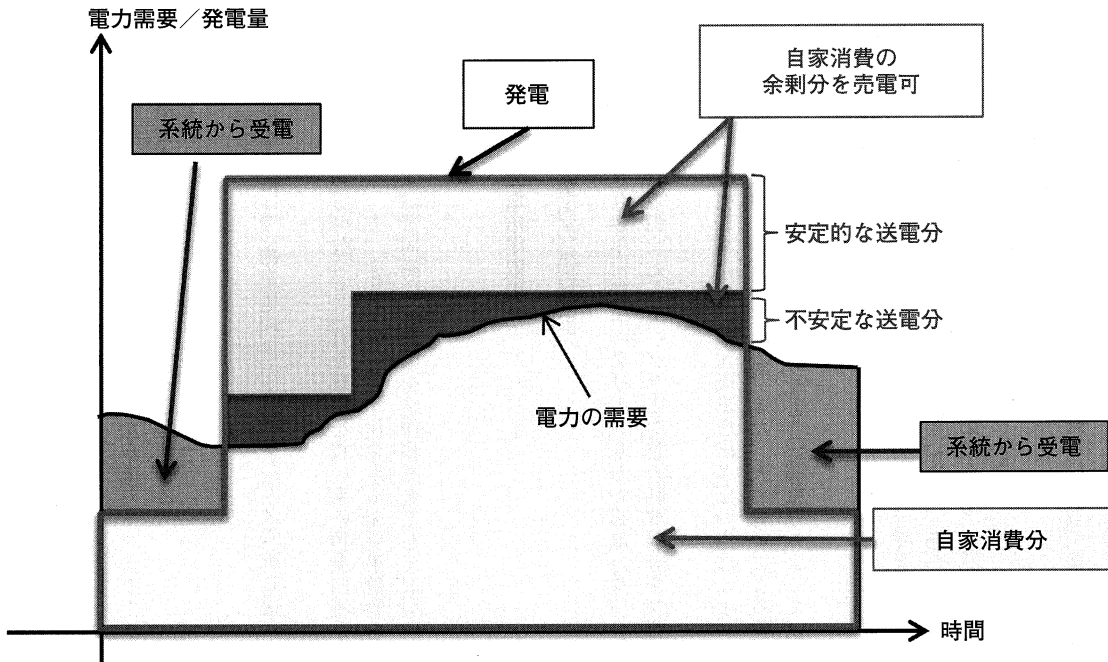 電力需要／発電量
自家消費の
余剰分を売電可
発電
系統から受電
安定的な送電分
不安定な送電分
電力の需要
系統から受電
自家消費分
時間